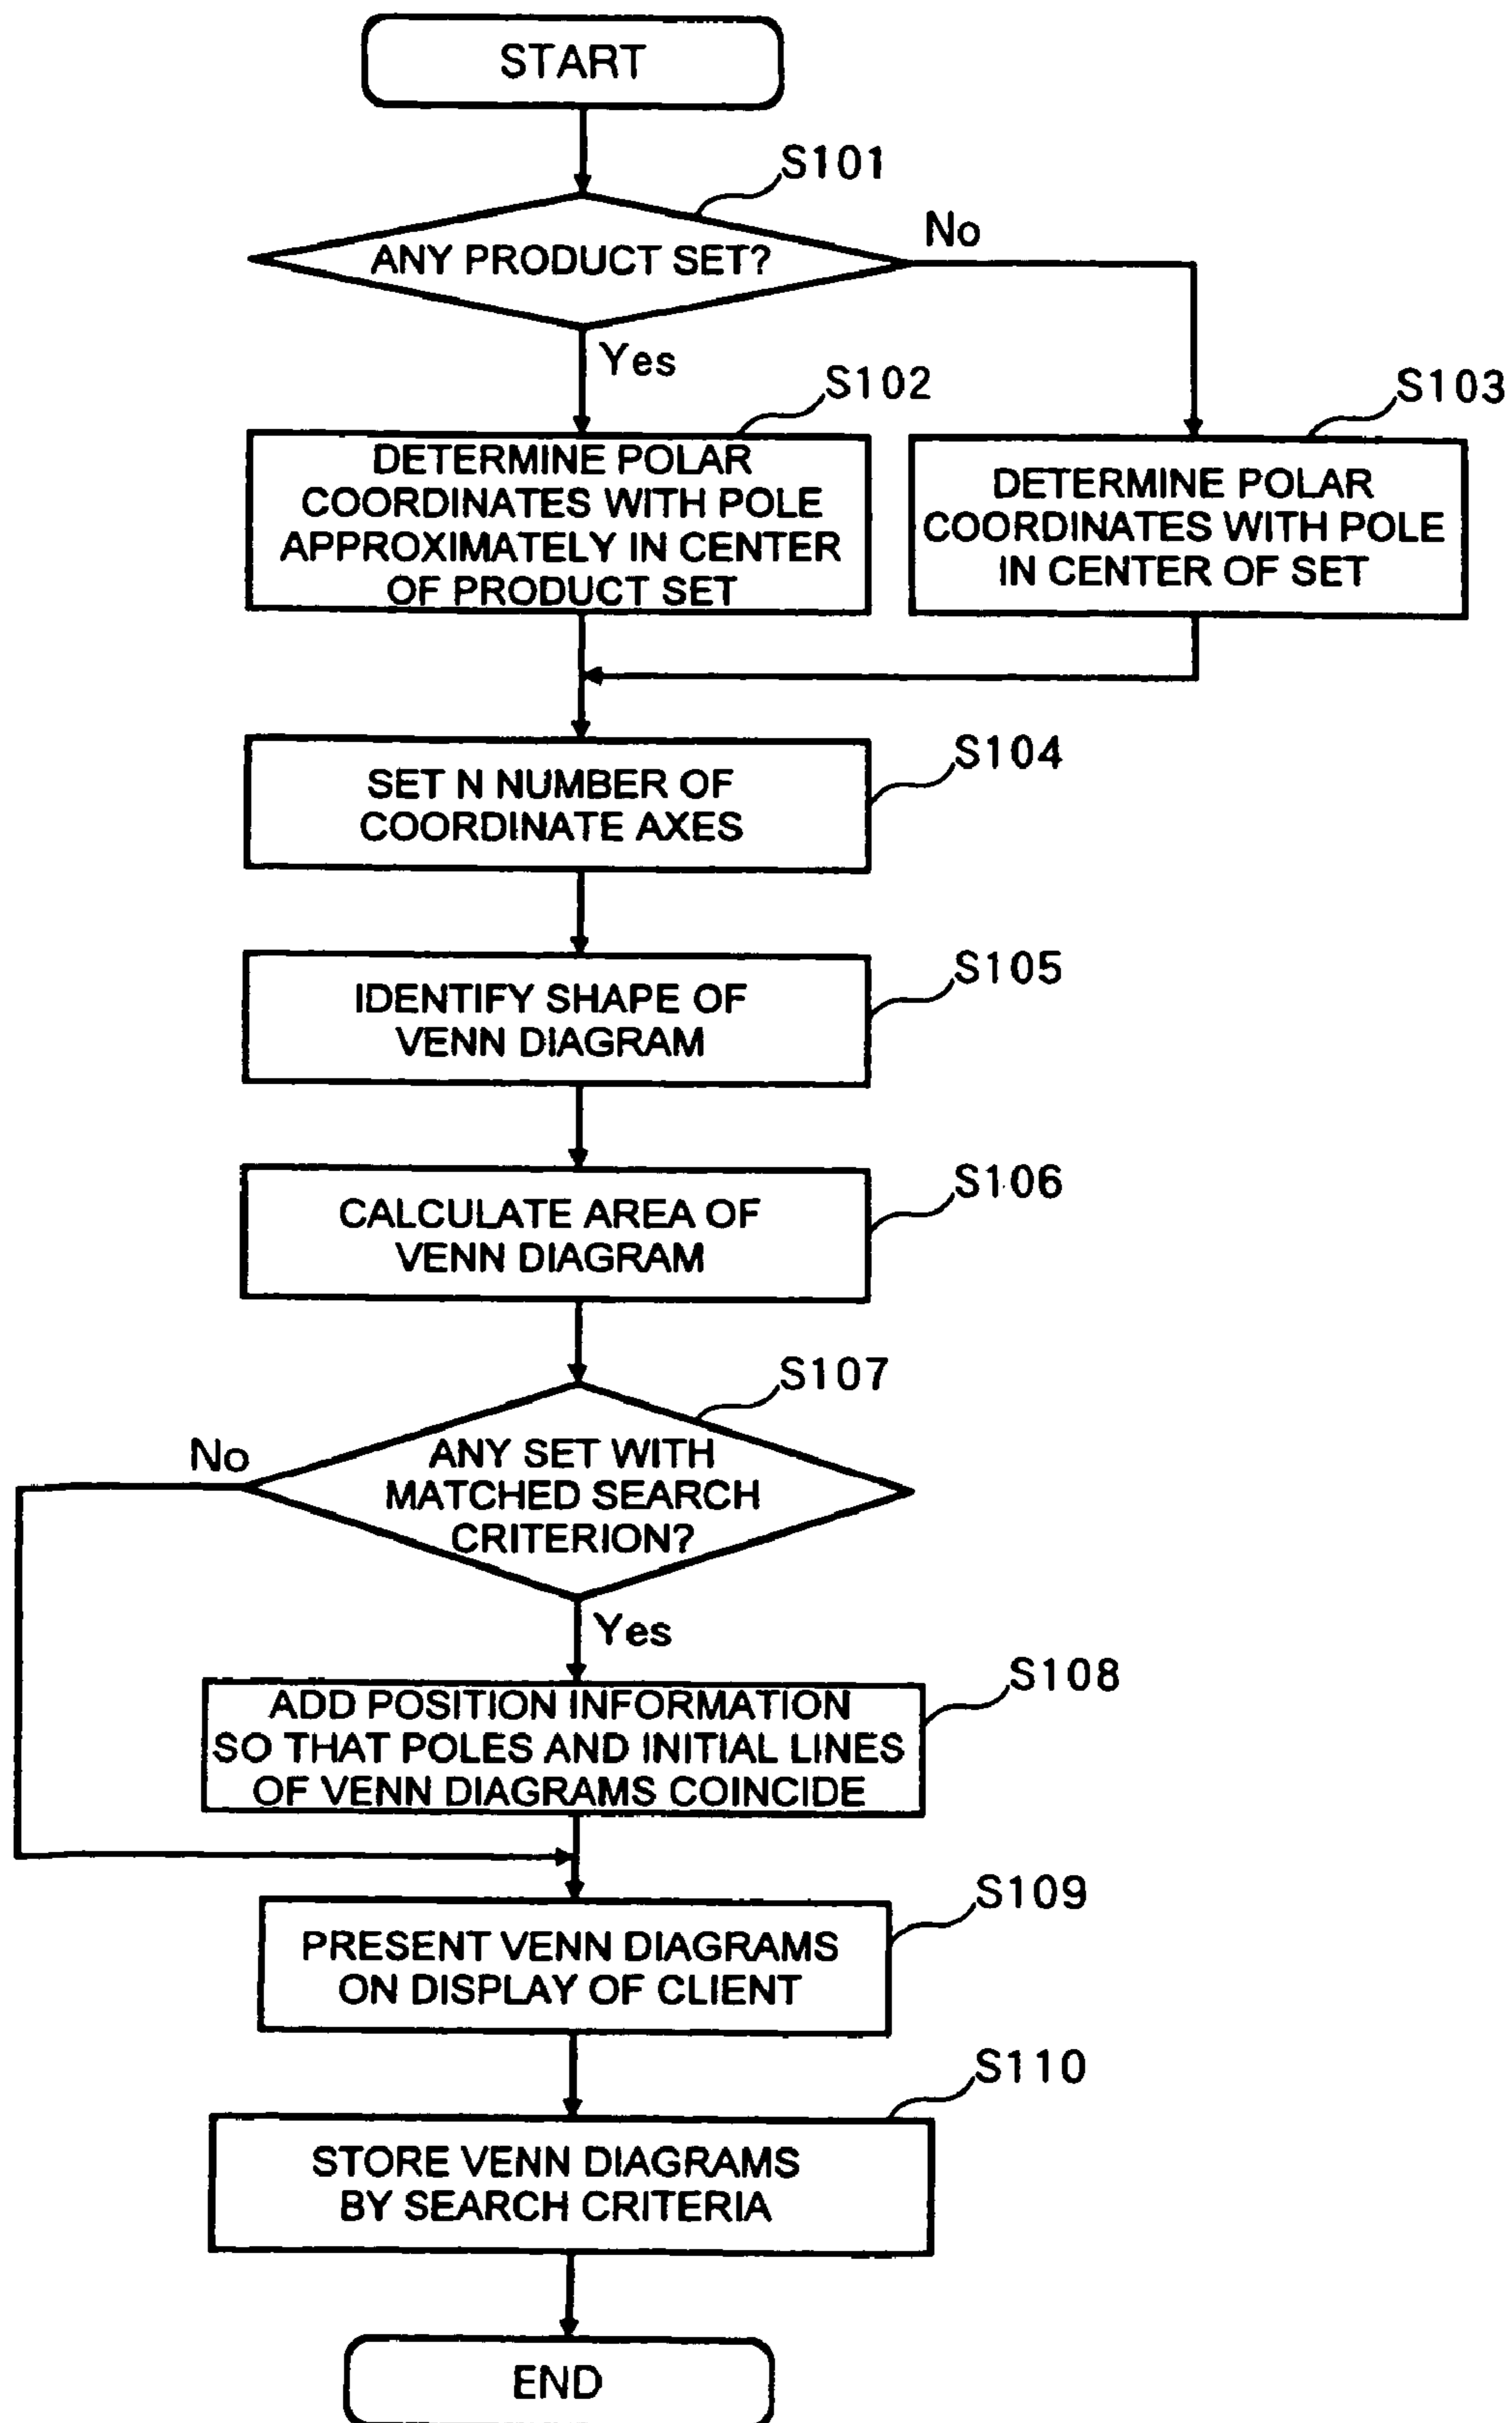 START
S101
ANY PRODUCT SET?
No
Yes
S102
DETERMINE POLAR
COORDINATES WITH POLE
APPROXIMATELY IN CENTER
OF PRODUCT SET
S103
DETERMINE POLAR
COORDINATES WITH POLE
IN CENTER OF SET
S104
SET N NUMBER OF
COORDINATE AXES
S105
IDENTIFY SHAPE OF
VENN DIAGRAM
S106
CALCULATE AREA OF
VENN DIAGRAM
S107
No
ANY SET WITH
MATCHED SEARCH
CRITERION?
Yes
S108
ADD POSITION INFORMATION
SO THAT POLES AND INITIAL LINES
OF VENN DIAGRAMS COINCIDE
S109
PRESENT VENN DIAGRAMS
ON DISPLAY OF CLIENT
S110
STORE VENN DIAGRAMS
BY SEARCH CRITERIA
END